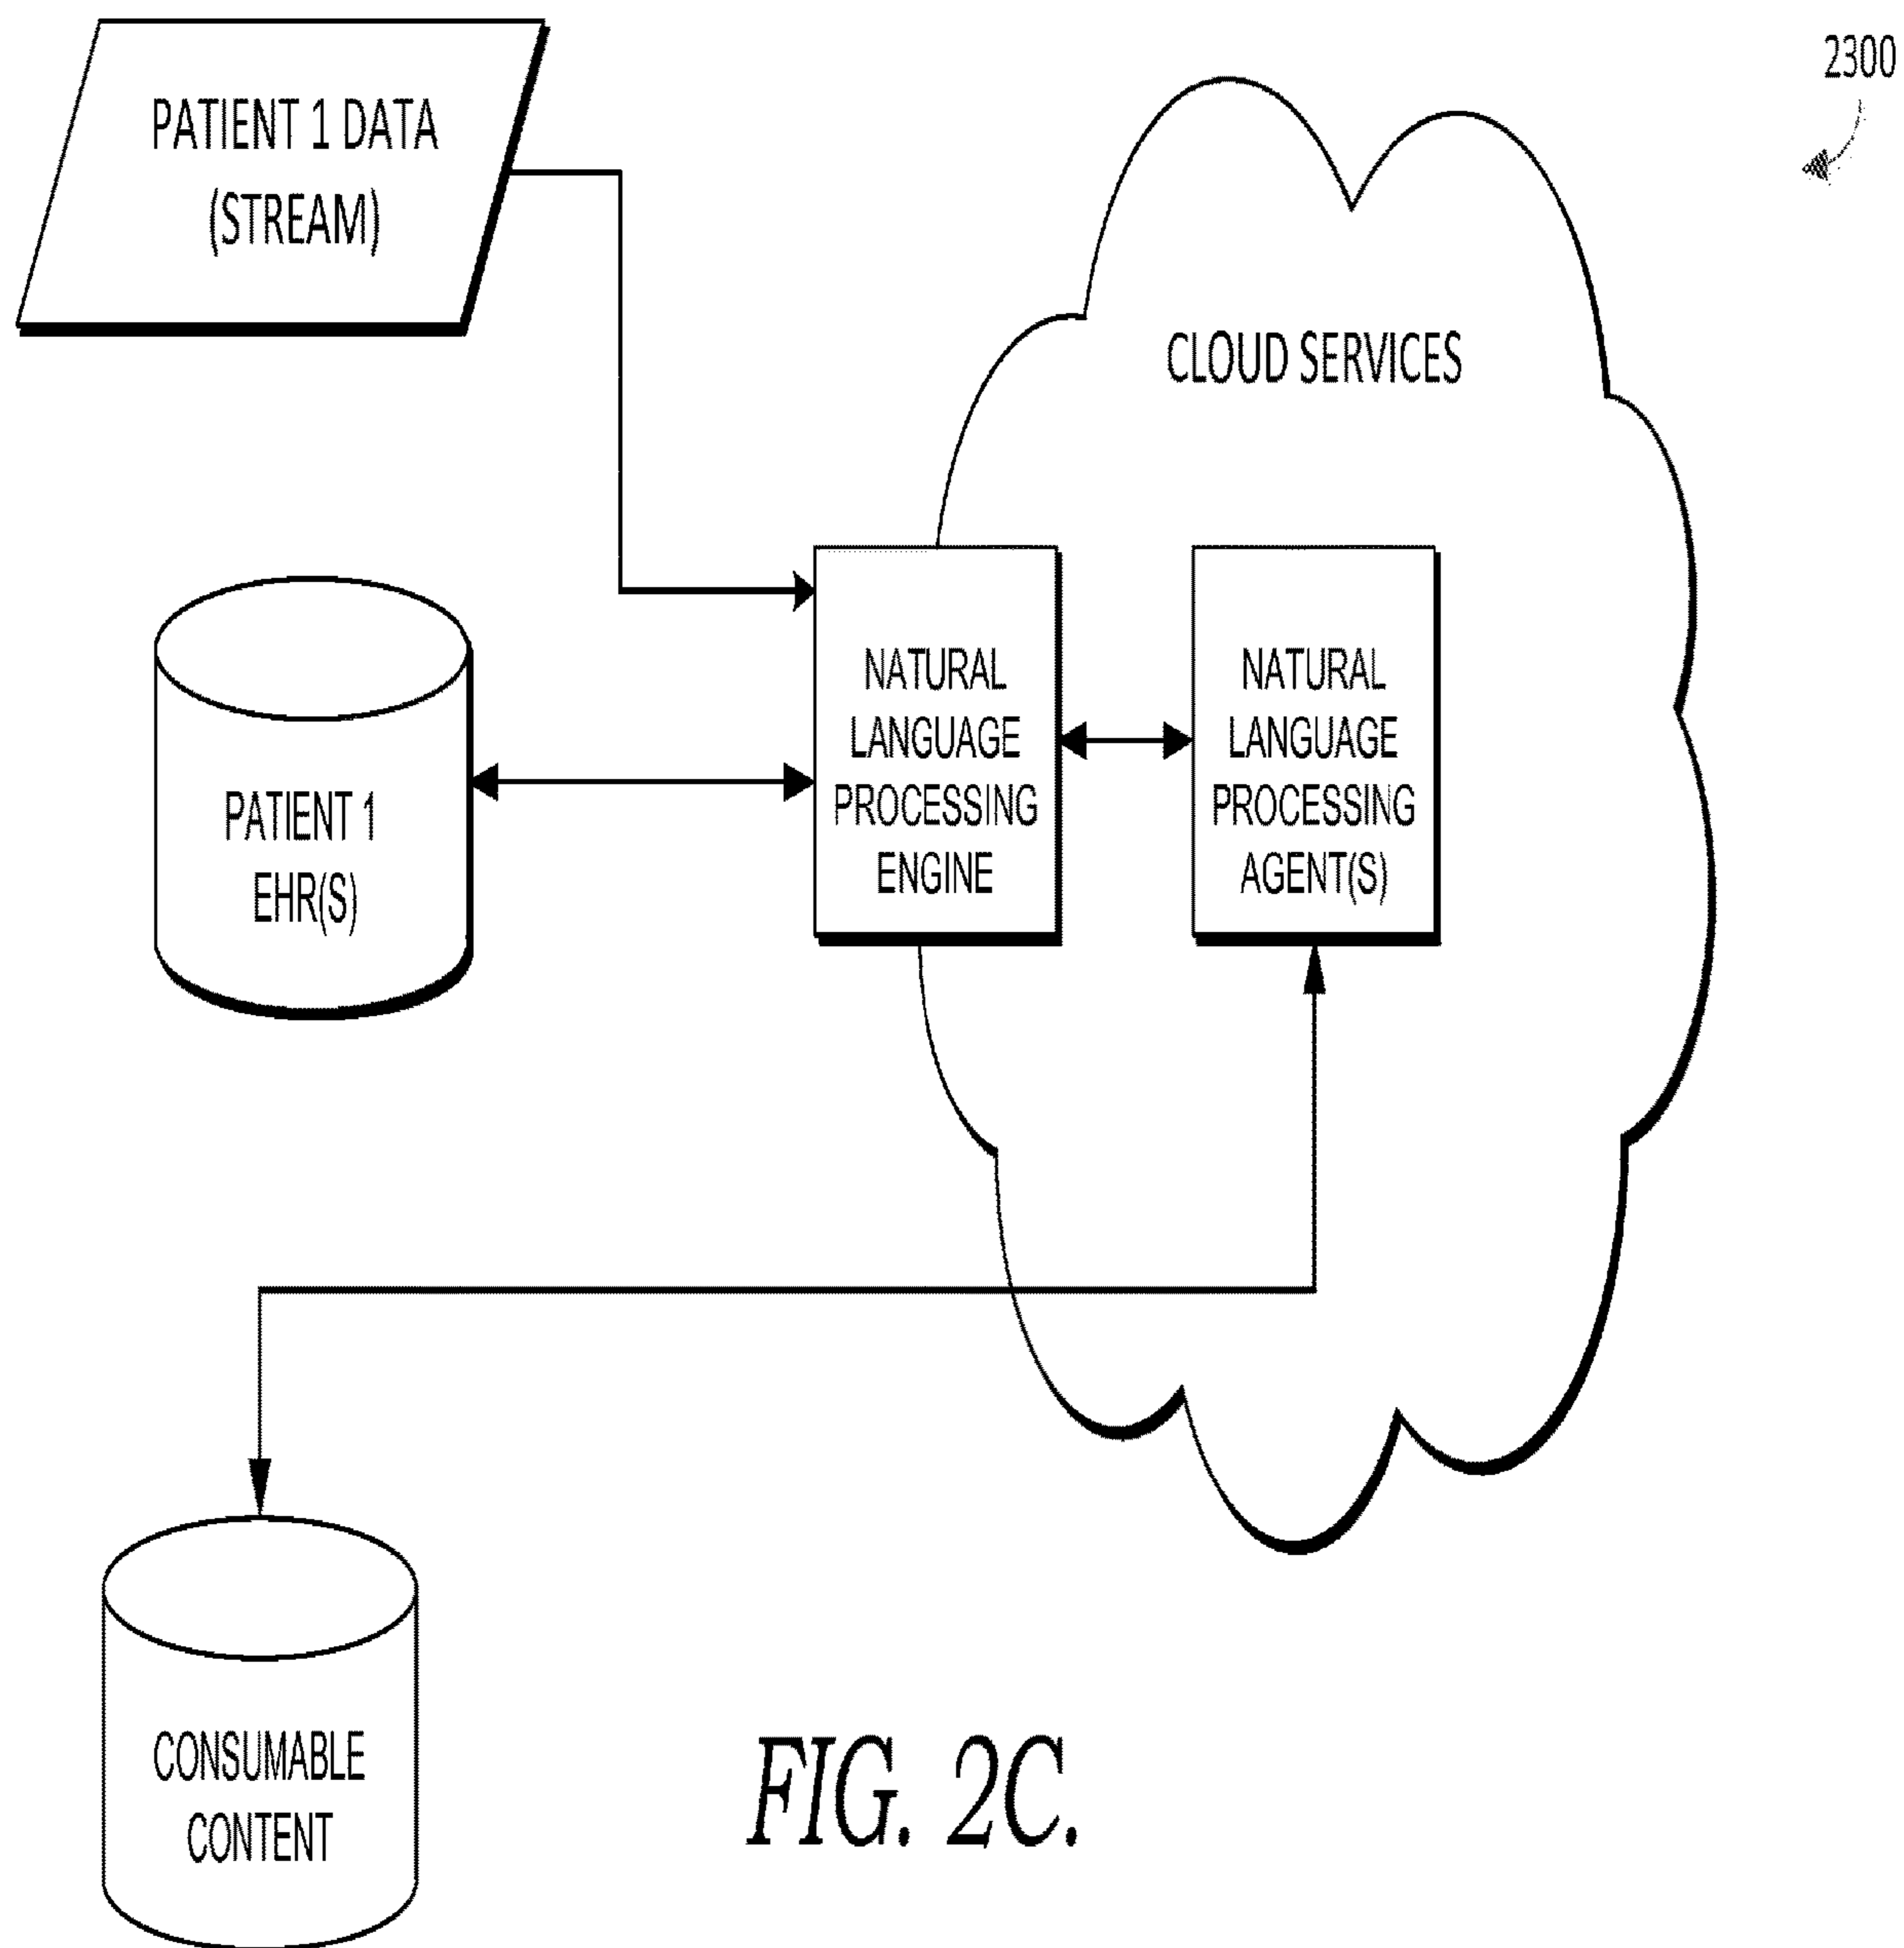 2300
PATIENT 1 DATA
(STREAM)
CLOUD SERVICES
NATURAL
LANGUAGE
PROCESSING
ENGINE
NATURAL
LANGUAGE
PROCESSING
AGENT(S)
PATIENT 1
EHR(S)
CONSUMABLE
CONTENT
FIG. 2C.